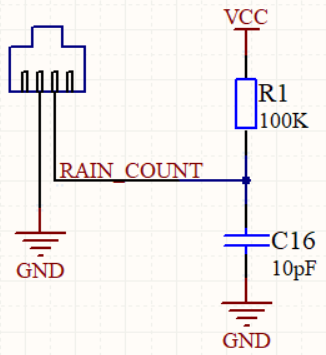 VCC
R1
100K
RAIN_COUNT
C16
10pF
GND
GND